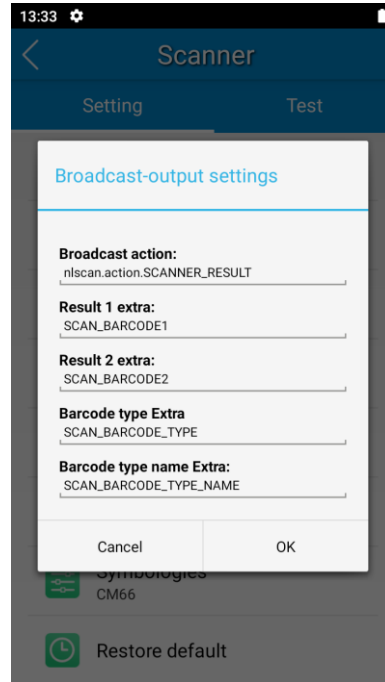 13:33
Scanner
Setting
Test
Broadcast-output settings
Broadcast action:
nlscan.action.SCANNER_RESULT
Result 1 extra:
SCAN_BARCODE1
Result 2 extra:
SCAN_BARCODE2
Barcode type Extra
SCAN_BARCODE_TYPE
Barcode type name Extra:
SCAN_BARCODE_TYPE_NAME
Cancel
OK
Symbologies
CM66
Restore default